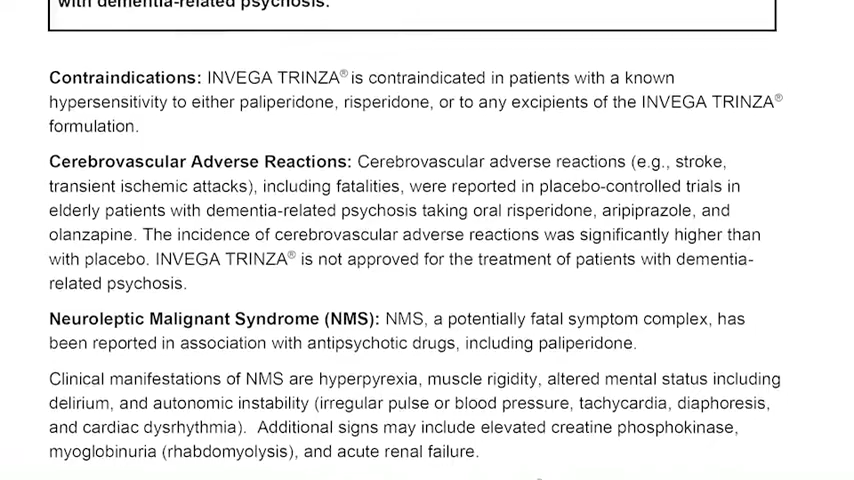 with dementia-related psychosis.
Contraindications: INVEGA TRINZA® is contraindicated in patients with a known
hypersensitivity to either paliperidone, risperidone, or to any excipients of the INVEGA TRINZA®
formulation.
Cerebrovascular Adverse Reactions: Cerebrovascular adverse reactions (e.g., stroke,
transient ischemic attacks), including fatalities, were reported in placebo-controlled trials in
elderly patients with dementia-related psychosis taking oral risperidone, aripiprazole, and
olanzapine. The incidence of cerebrovascular adverse reactions was significantly higher than
with placebo. INVEGA TRINZA® is not approved for the treatment of patients with dementia-
related psychosis.
Neuroleptic Malignant Syndrome (NMS): NMS, a potentially fatal symptom complex, has
been reported in association with antipsychotic drugs, including paliperidone.
Clinical manifestations of NMS are hyperpyrexia, muscle rigidity, altered mental status including
delirium, and autonomic instability (irregular pulse or blood pressure, tachycardia, diaphoresis,
and cardiac dysrhythmia). Additional signs may include elevated creatine phosphokinase,
myoglobinuria (rhabdomyolysis), and acute renal failure.